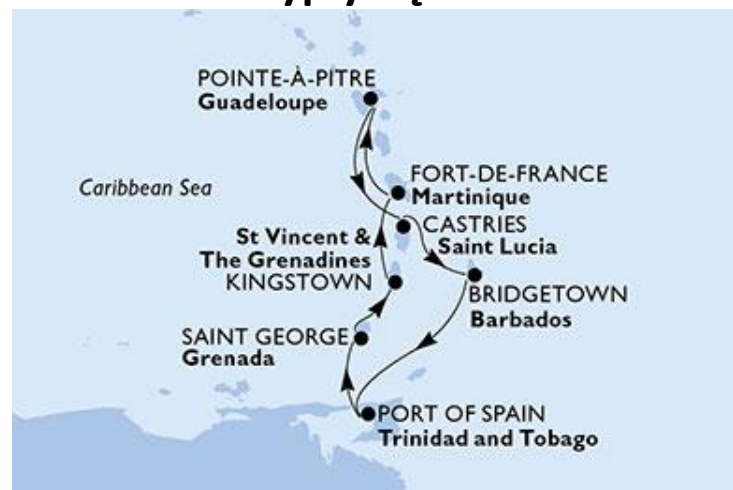 POINTE-À-PITRE
Guadeloupe
FORT-DE-FRANCE
Martinique
Caribbean Sea
CASTRIES
Saint Lucia
St Vincent &
The Grenadines
KINGSTOWN
BRIDGETOWN
Barbados
SAINT GEORGE
Grenada
PORT OF SPAIN
Trinidad and Tobago